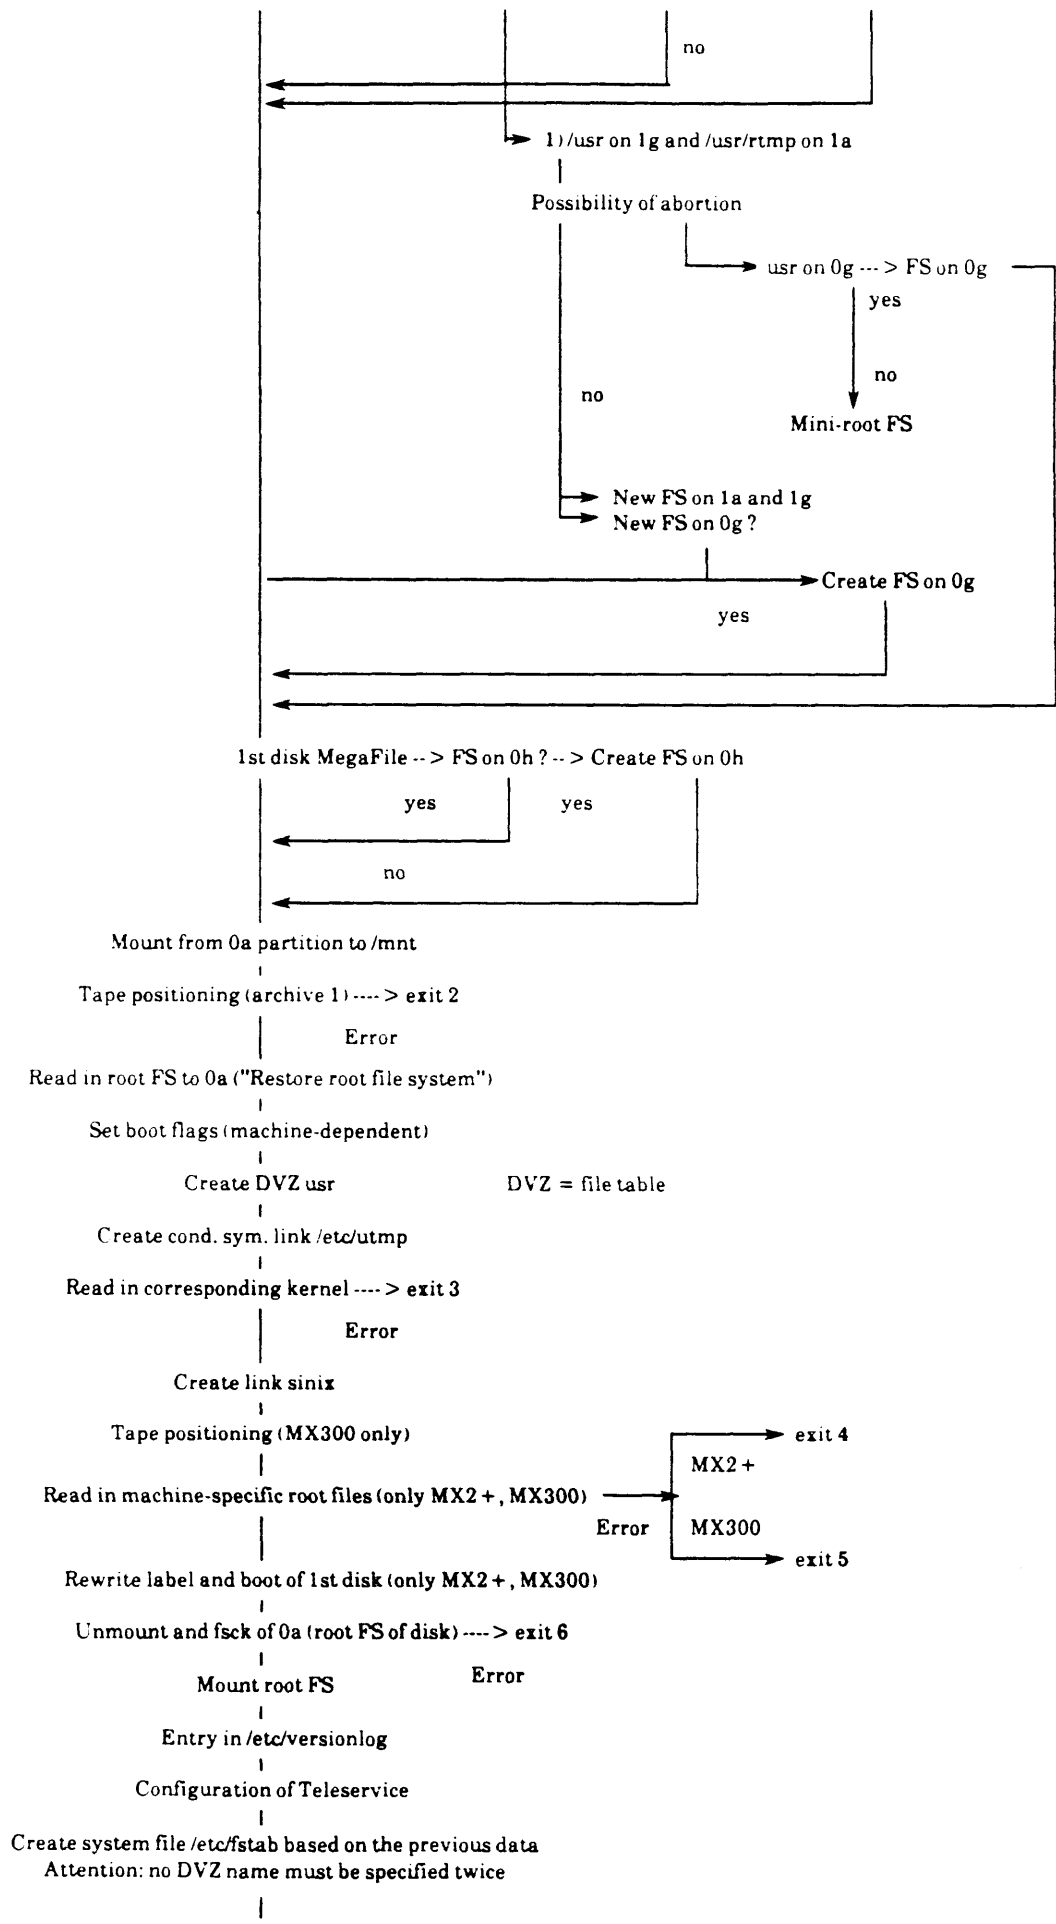 no
1) /usr on 1g and /usr/rtmp on 1a
Possibility of abortion
usr on 0g --- > FS on 0g
yes
no
no
Mini-root FS
New FS on 1a and 1g
New FS on 0g ?
Create FS on 0g
yes
1st disk MegaFile -- > FS on 0h ? -- > Create FS on 0h
yes yes
no
Mount from 0a partition to /mnt
Tape positioning (archive 1) ---- > exit 2
Error
Read in root FS to 0a ("Restore root file system")
Set boot flags (machine-dependent)
Create DVZ usr DVZ = file table
Create cond. sym. link /etc/utmp
Read in corresponding kernel ---- > exit 3
Error
Create link sinix
Tape positioning (MX300 only) exit 4
MX2 +
Read in machine-specific root files (only MX2 + , MX300)
Error MX300
exit 5
Rewrite label and boot of 1st disk (only MX2 + , MX300)
Unmount and fsck of 0a (root FS of disk) ---- > exit 6
Error
Mount root FS
Entry in /etc/versionlog
Configuration of Teleservice
Create system file /etc/fstab based on the previous data
Attention: no DVZ name must be specified twice